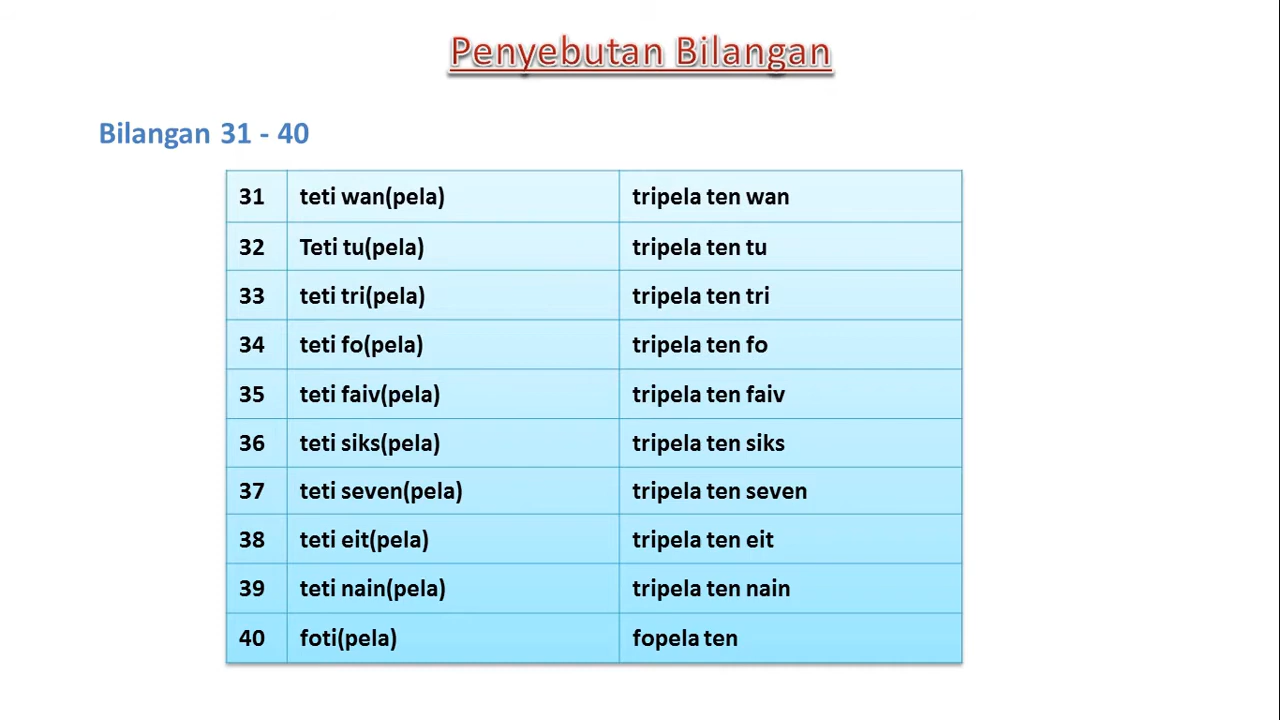 Penyebutan Bilangan
Bilangan 31 - 40
31 teti wan(pela) tripela ten wan
32 Teti tu(pela) tripela ten tu
33 teti tri(pela) tripela ten tri
34 teti fo(pela) tripela ten fo
35 teti faiv(pela) tripela ten faiv
36 teti siks(pela) tripela ten siks
37 teti seven(pela) tripela ten seven
38 teti eit(pela) tripela ten eit
39 teti nain(pela) tripela ten nain
40 foti(pela) fopela ten